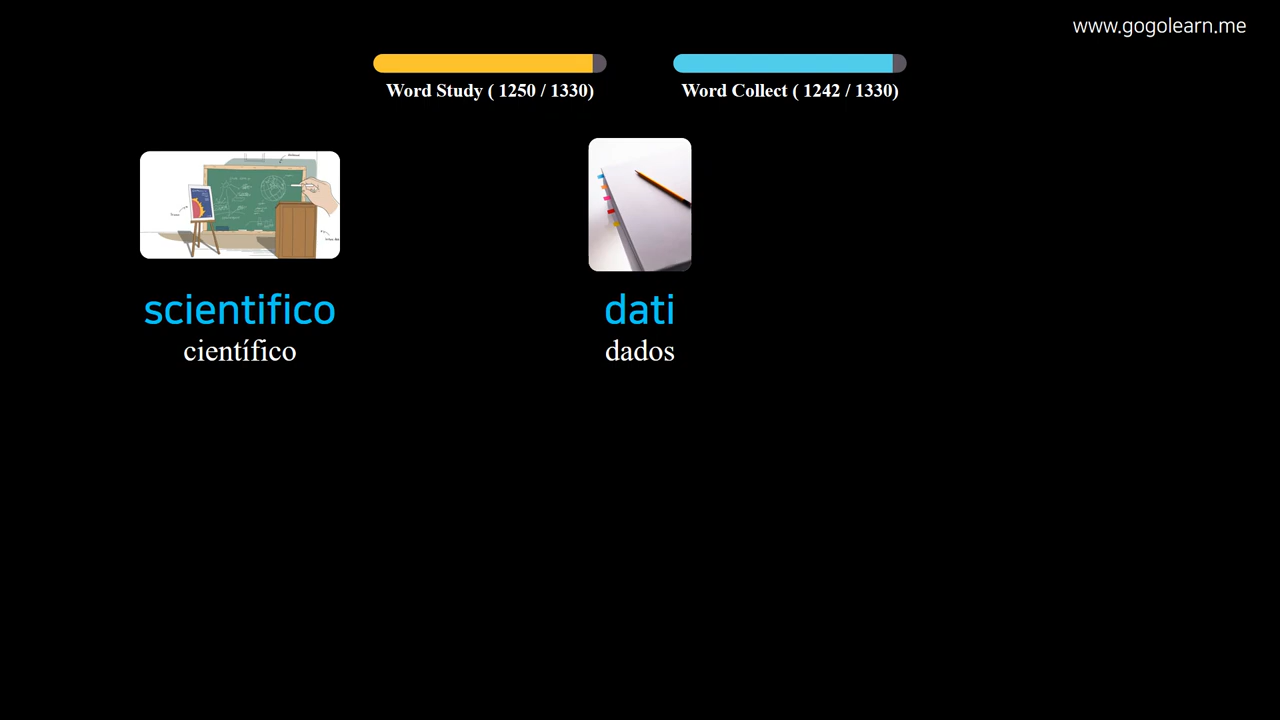 www.gogolearn.me
Word Study ( 1250 / 1330)
Word Collect ( 1242 / 1330)
scientifico
dati
científico
dados